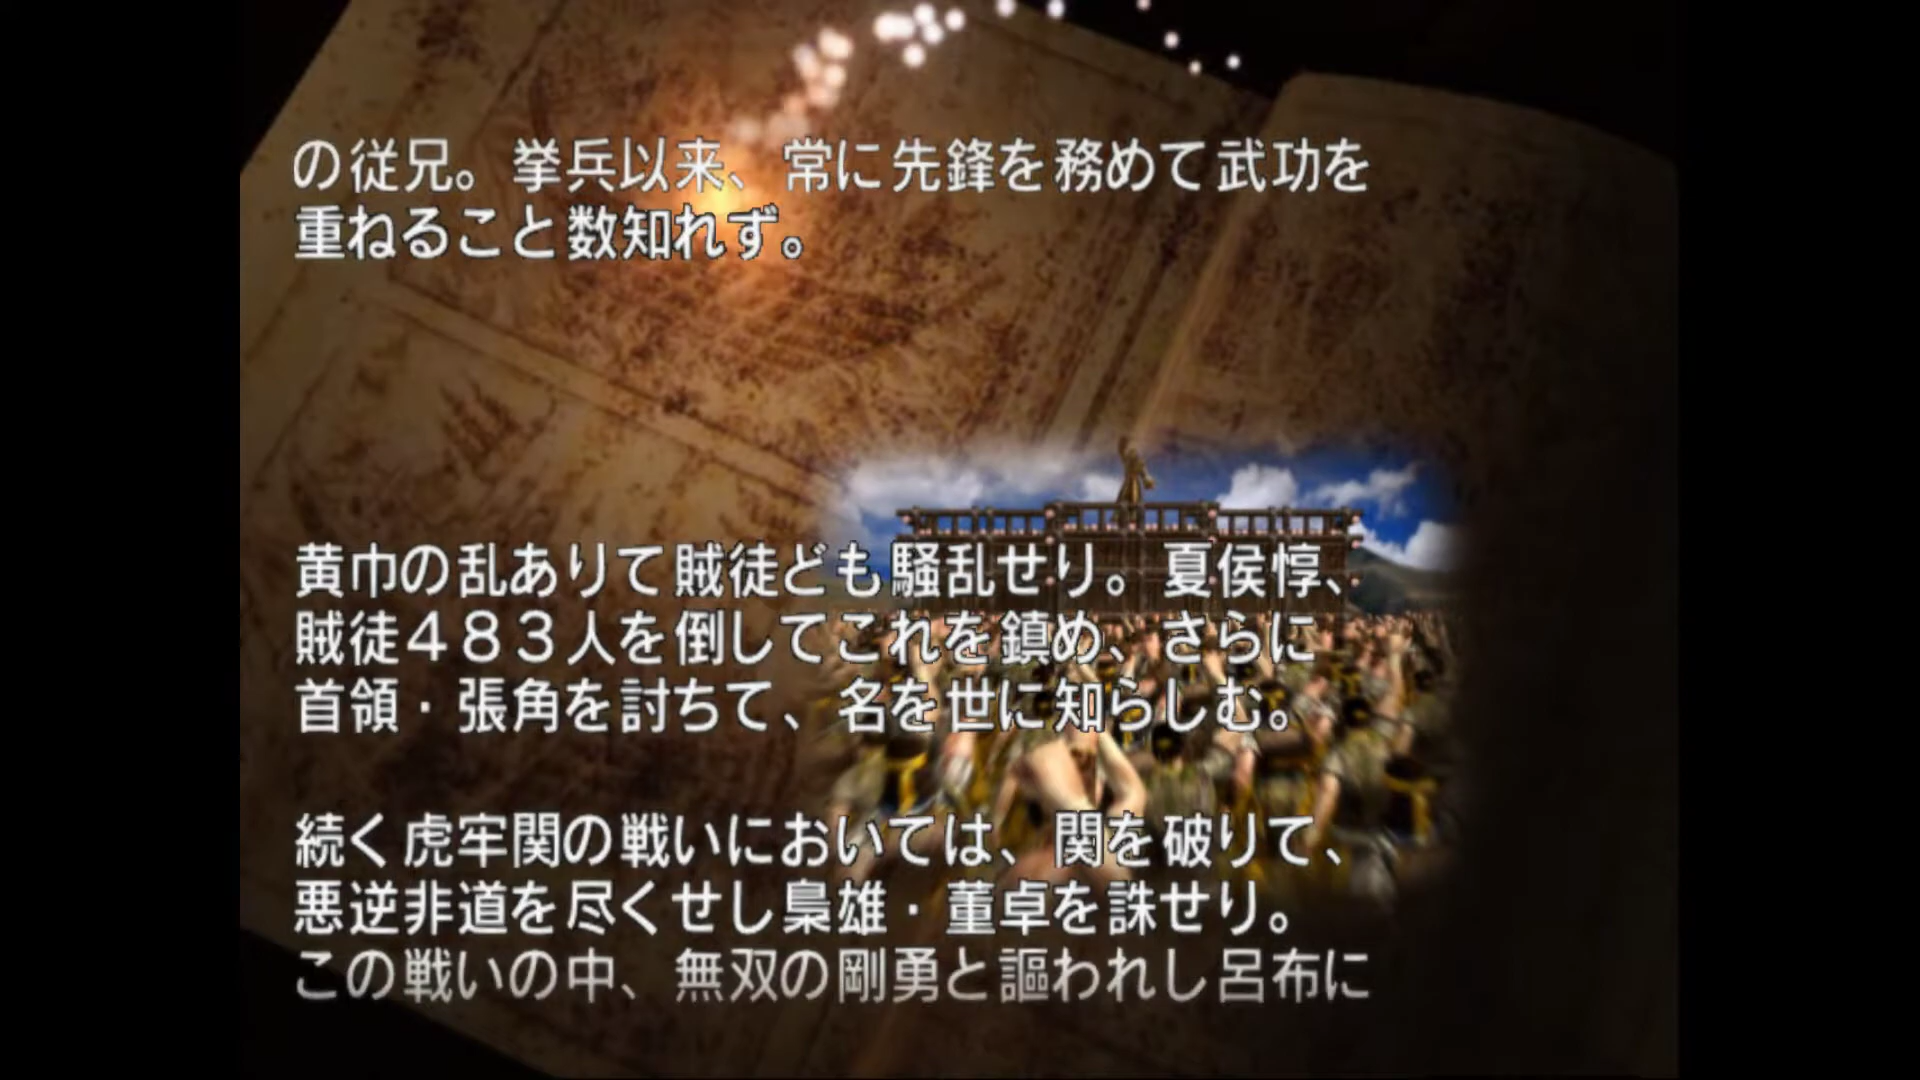 の従兄。挙兵以来、常に先鋒を務めて武功を
重ねること数知れず。
黄巾の乱ありて賊徒ども騒乱せり。夏侯惇、
賊徒４８３人を倒してこれを鎮め、さらに
首領・張角を討ちて、名を世に知らしむ。
続く虎牢関の戦いにおいては、関を破りて、
悪逆非道を尽くせし梟雄・董卓を誅せり。
この戦いの中、無双の剛勇と謳われし呂布に